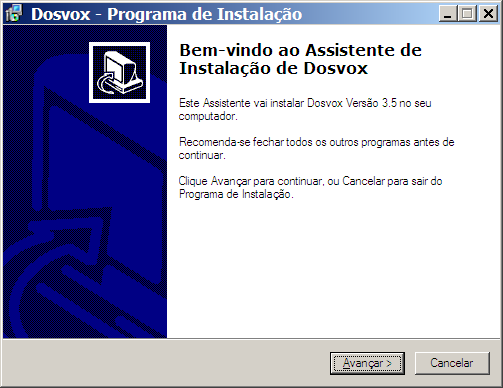 Dosvox - Programa de Instalação
Bem-vindo ao Assistente de
Instalação de Dosvox
Este Assistente vai instalar Dosvox Versão 3.5 no seu
computador.
Recomenda-se fechar todos os outros programas antes de
continuar.
Clique Avançar para continuar, ou Cancelar para sair do
Programa de Instalação.
Avançar >
Cancelar